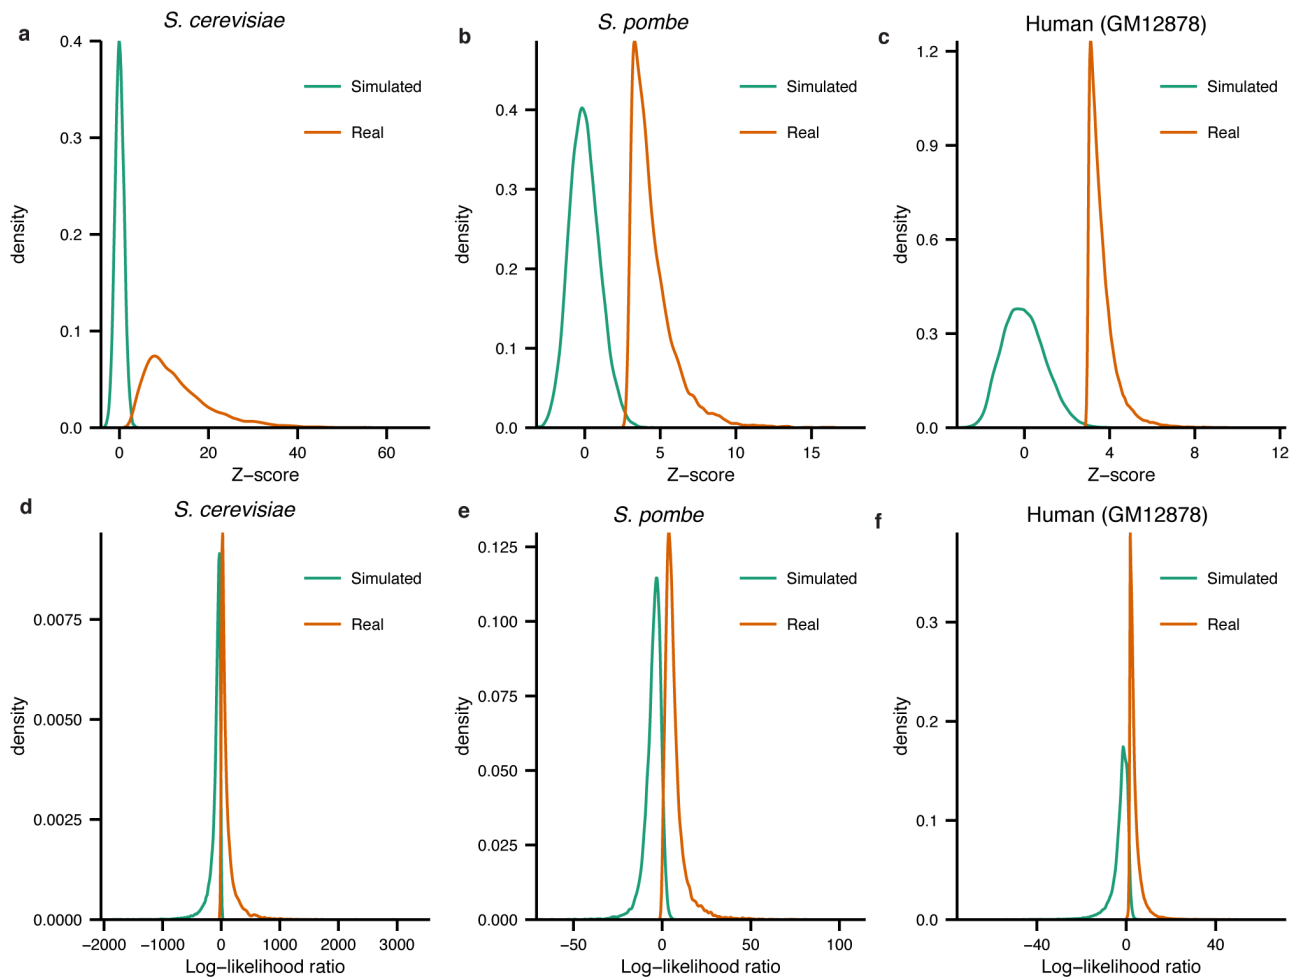 a
S. cerevisiae
0.4
0.3
0.2
0.1
0.0
density
0
20
40
60
Z−score
Simulated
Real
b
S. pombe
0.4
0.3
0.2
0.1
0.0
density
0
5
10
15
Z−score
Simulated
Real
c
Human (GM12878)
1.2
0.9
0.6
0.3
0.0
density
0
4
8
12
Z−score
Simulated
Real
d
S. cerevisiae
0.0075
0.0050
0.0025
0.0000
density
−2000
−1000
0
1000
2000
3000
Log−likelihood ratio
Simulated
Real
e
S. pombe
0.125
0.100
0.075
0.050
0.025
0.000
density
−50
0
50
100
Log−likelihood ratio
Simulated
Real
f
Human (GM12878)
0.3
0.2
0.1
0.0
density
−40
0
40
Log−likelihood ratio
Simulated
Real